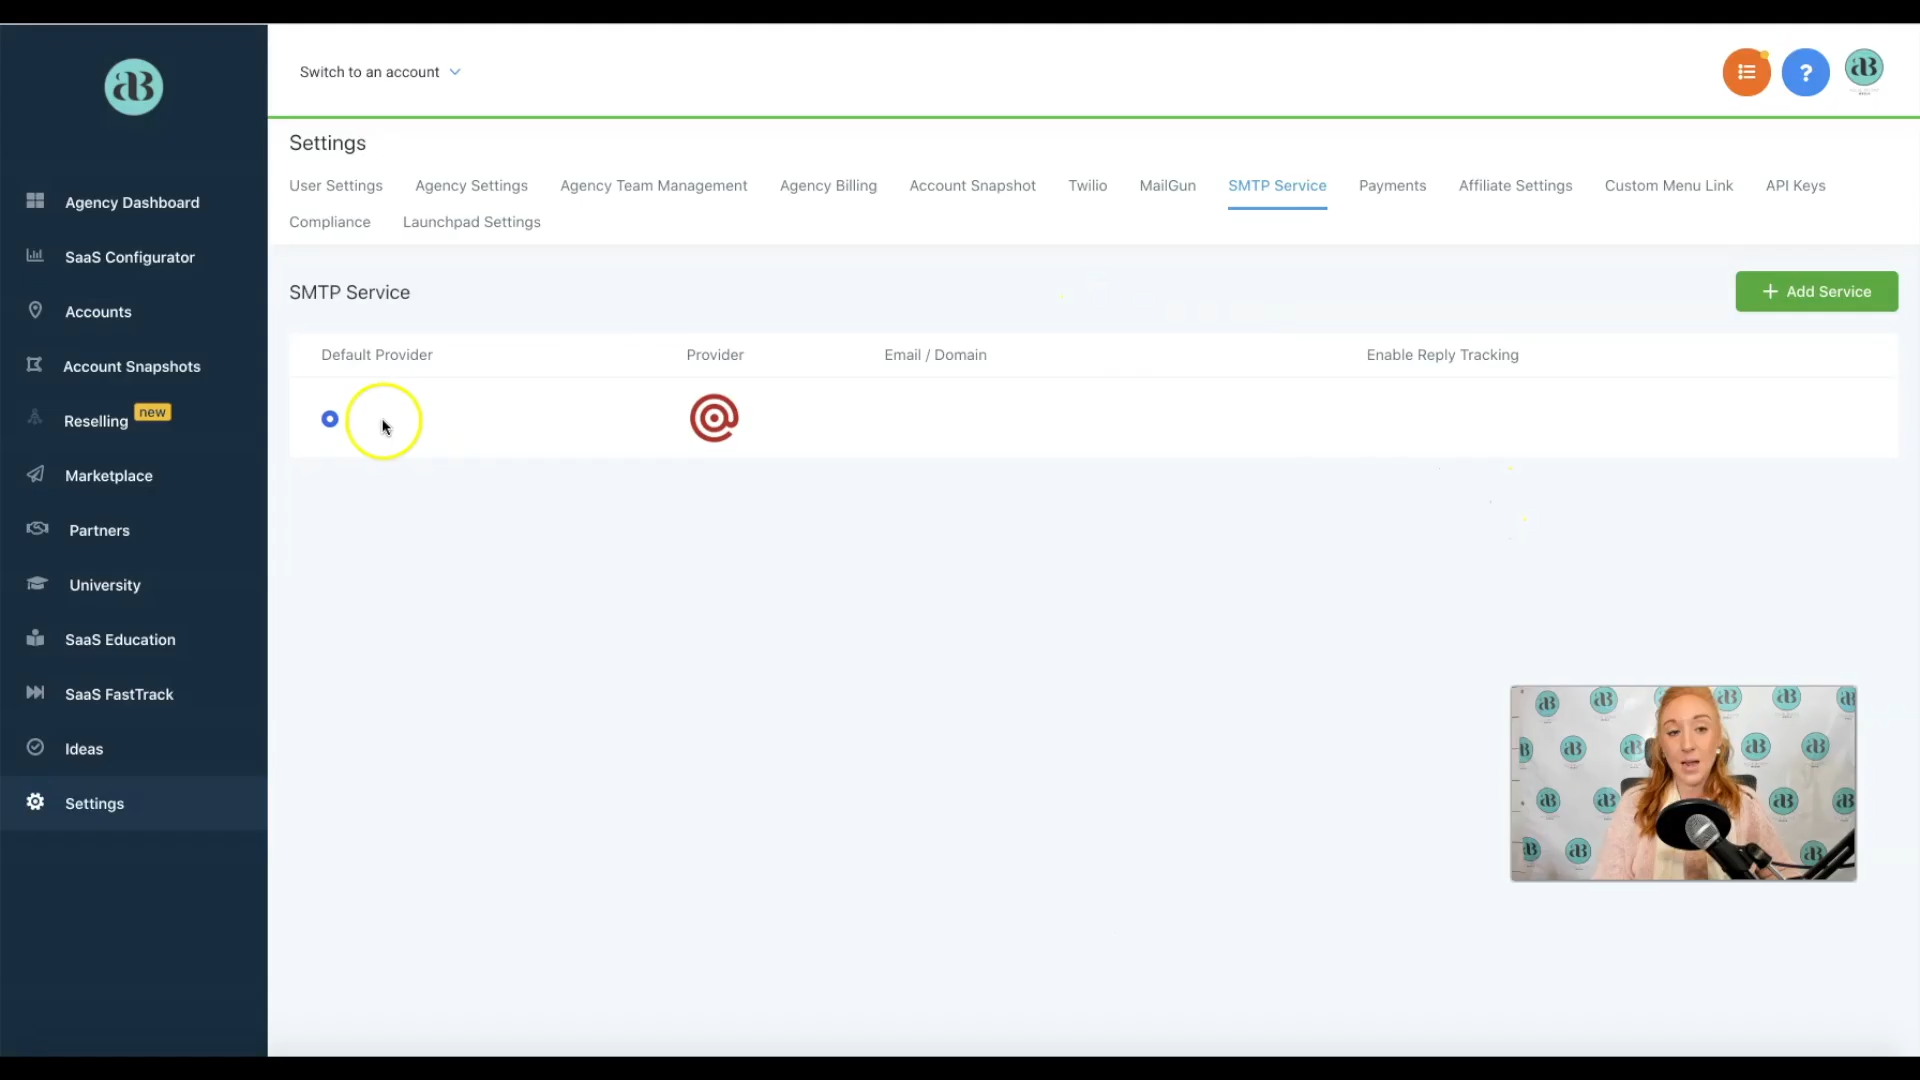 aB
Switch to an account
?
aB
Settings
User Settings Agency Settings Agency Team Management Agency Billing Account Snapshot Twilio MailGun SMTP Service Payments Affiliate Settings Custom Menu Link API Keys
Compliance Launchpad Settings
Agency Dashboard
SaaS Configurator
Accounts
Account Snapshots
Reselling new
Marketplace
Partners
University
SaaS Education
SaaS FastTrack
Ideas
Settings
SMTP Service
+ Add Service
Default Provider Provider Email / Domain Enable Reply Tracking